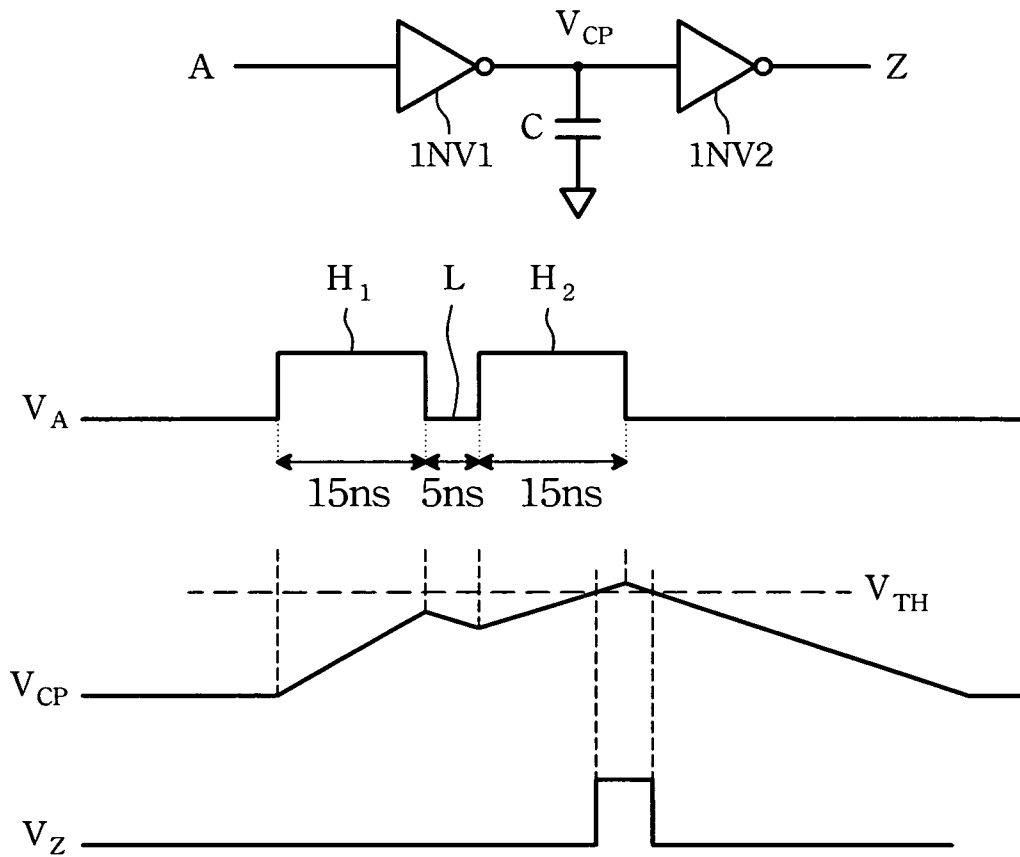 V_CP
A
Z
C
1NV1
1NV2
H_1
L
H_2
V_A
15ns
5ns
15ns
V_TH
V_CP
V_Z